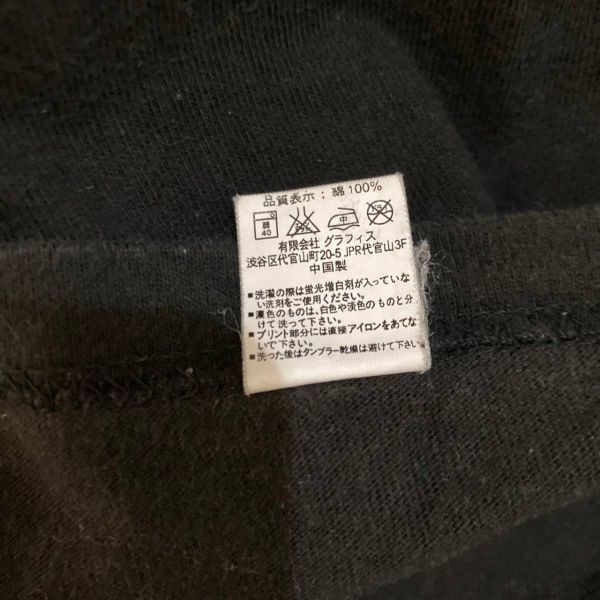 品質表示：綿100%
弱 40 中
有限会社 グラフィス
渋谷区代官山町20-5 JPR代官山3F
中国製
■洗濯の際は蛍光増白剤が入っていな
い洗剤をご使用ください。
■濃色のものは、白色や淡色のものと分
けて洗って下さい。
■プリント部分には直接アイロンをあてな
いで下さい。
■洗った後はタンブラー乾燥は避けて下さい